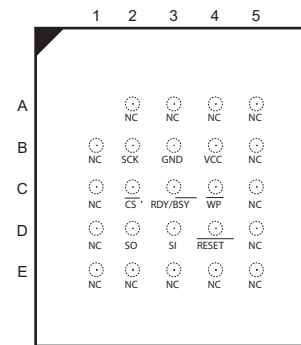 1 2 3 4 5
A
NC NC NC NC
B
NC SCK GND VCC NC
C
NC CS RDY/BSY WP NC
D
NC SO SI RESET NC
E
NC NC NC NC NC